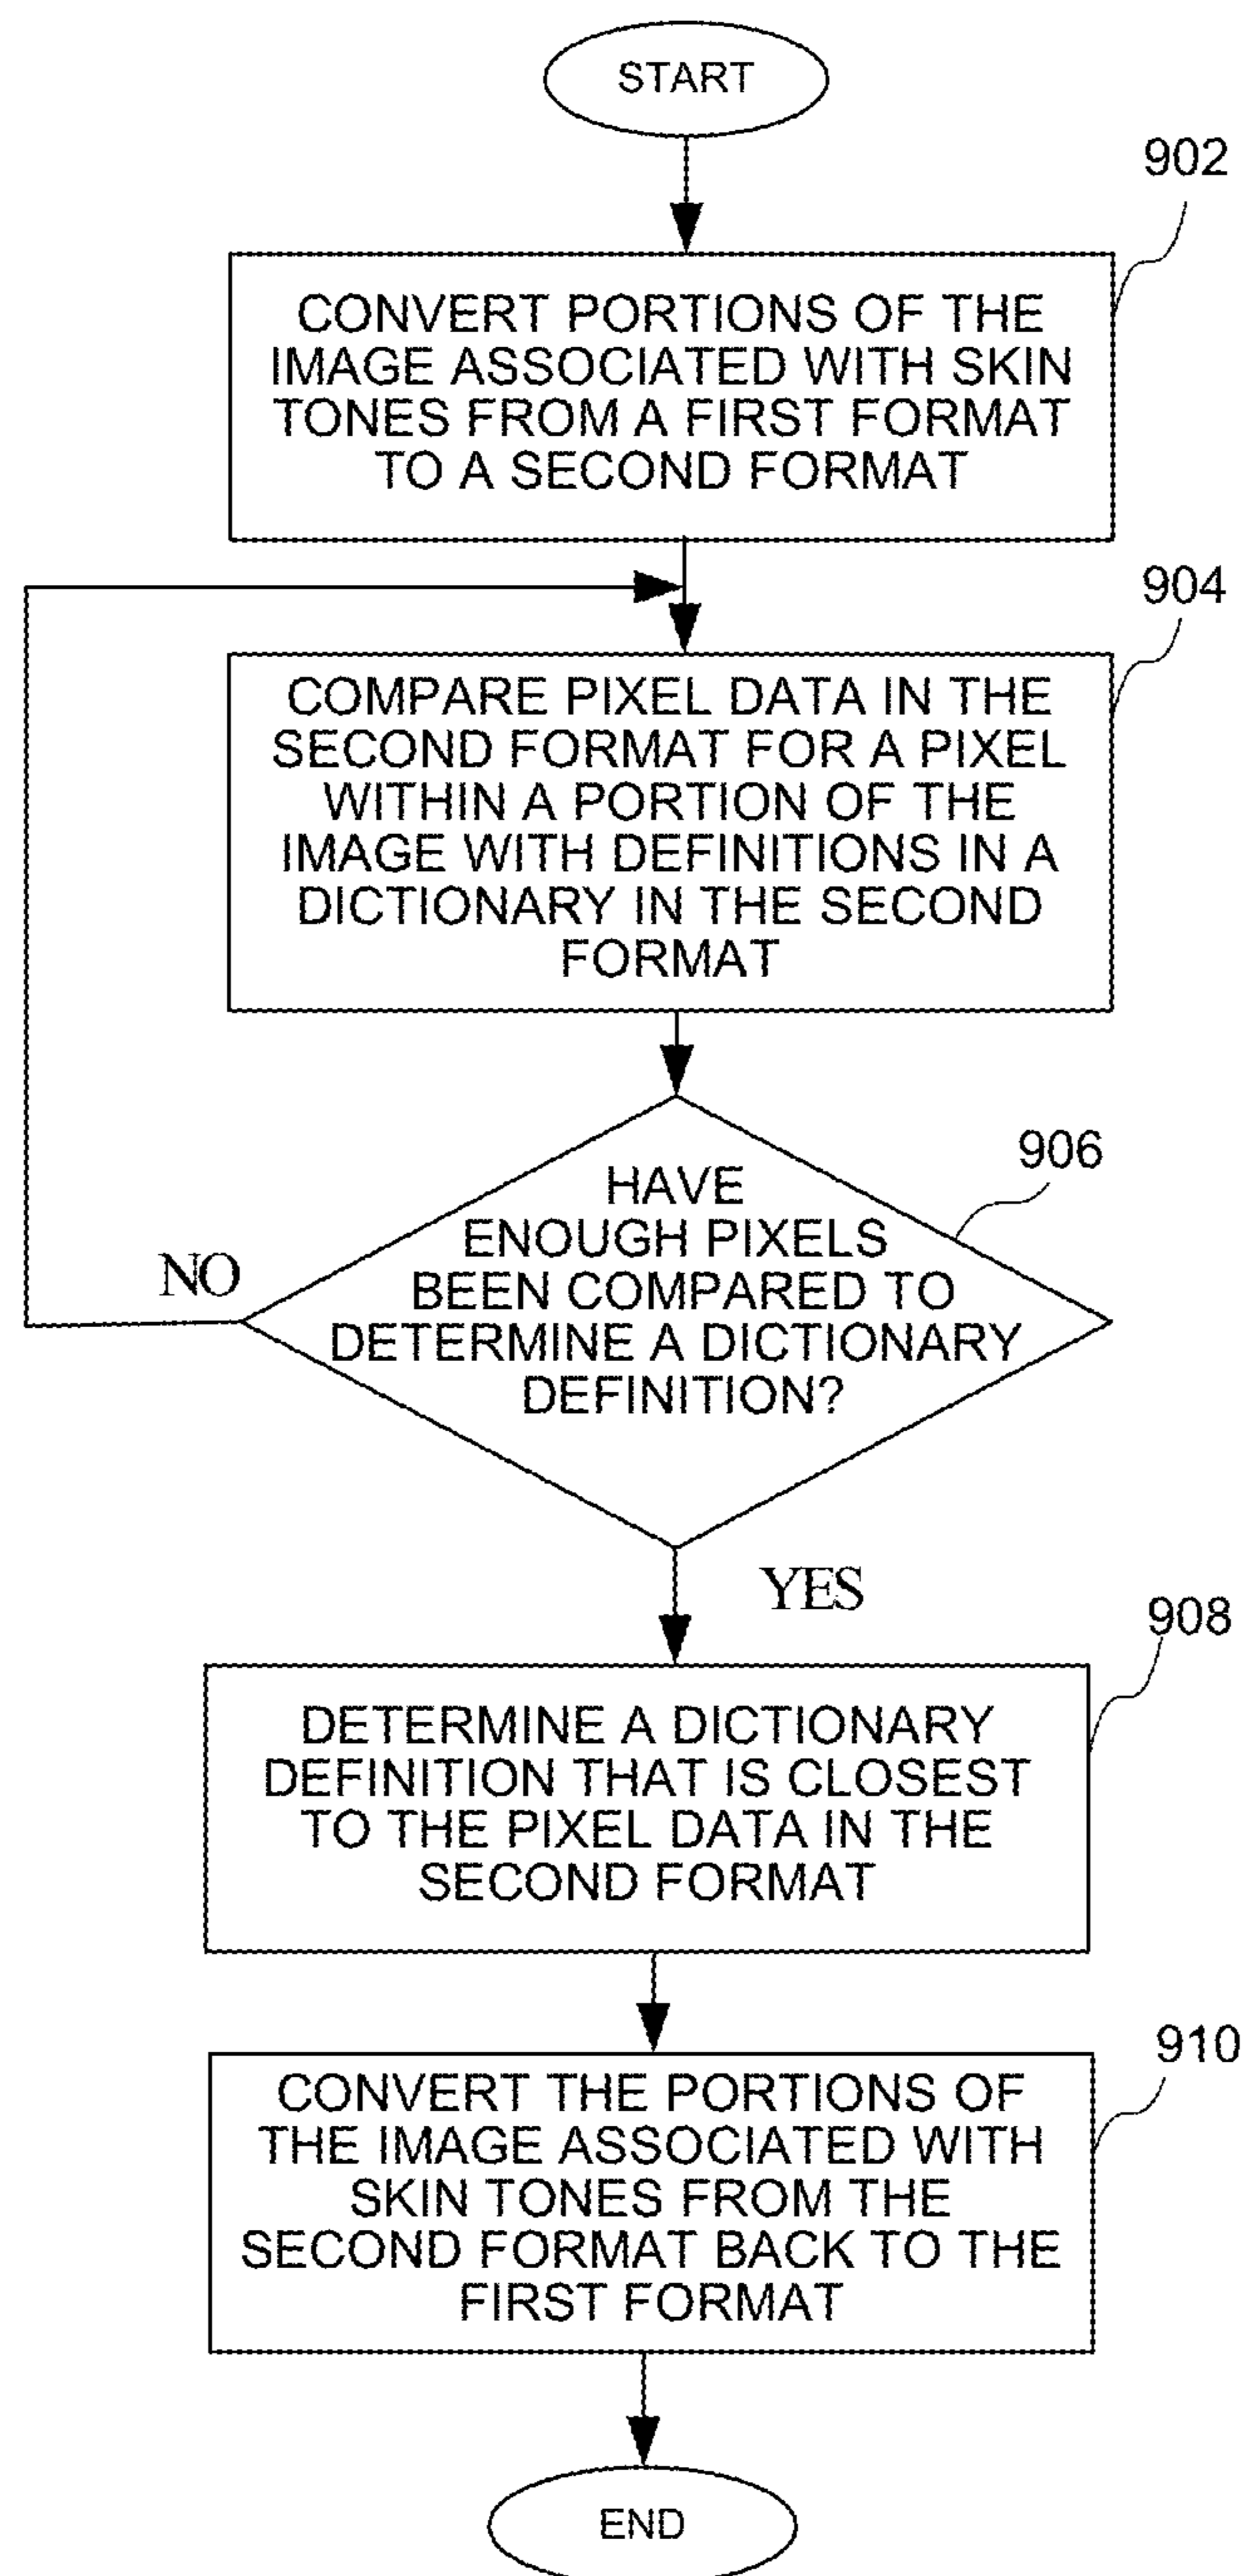 START
902
CONVERT PORTIONS OF THE
IMAGE ASSOCIATED WITH SKIN
TONES FROM A FIRST FORMAT
TO A SECOND FORMAT
904
COMPARE PIXEL DATA IN THE
SECOND FORMAT FOR A PIXEL
WITHIN A PORTION OF THE
IMAGE WITH DEFINITIONS IN A
DICTIONARY IN THE SECOND
FORMAT
906
HAVE
ENOUGH PIXELS
BEEN COMPARED TO
DETERMINE A DICTIONARY
DEFINITION?
NO
YES
908
DETERMINE A DICTIONARY
DEFINITION THAT IS CLOSEST
TO THE PIXEL DATA IN THE
SECOND FORMAT
910
CONVERT THE PORTIONS OF
THE IMAGE ASSOCIATED WITH
SKIN TONES FROM THE
SECOND FORMAT BACK TO THE
FIRST FORMAT
END